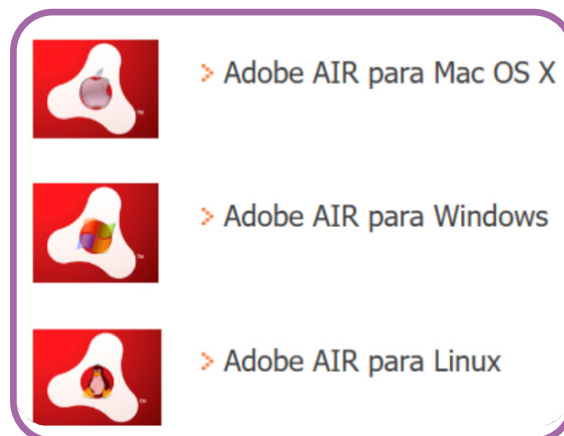 > Adobe AIR para Mac OS X
> Adobe AIR para Windows
> Adobe AIR para Linux